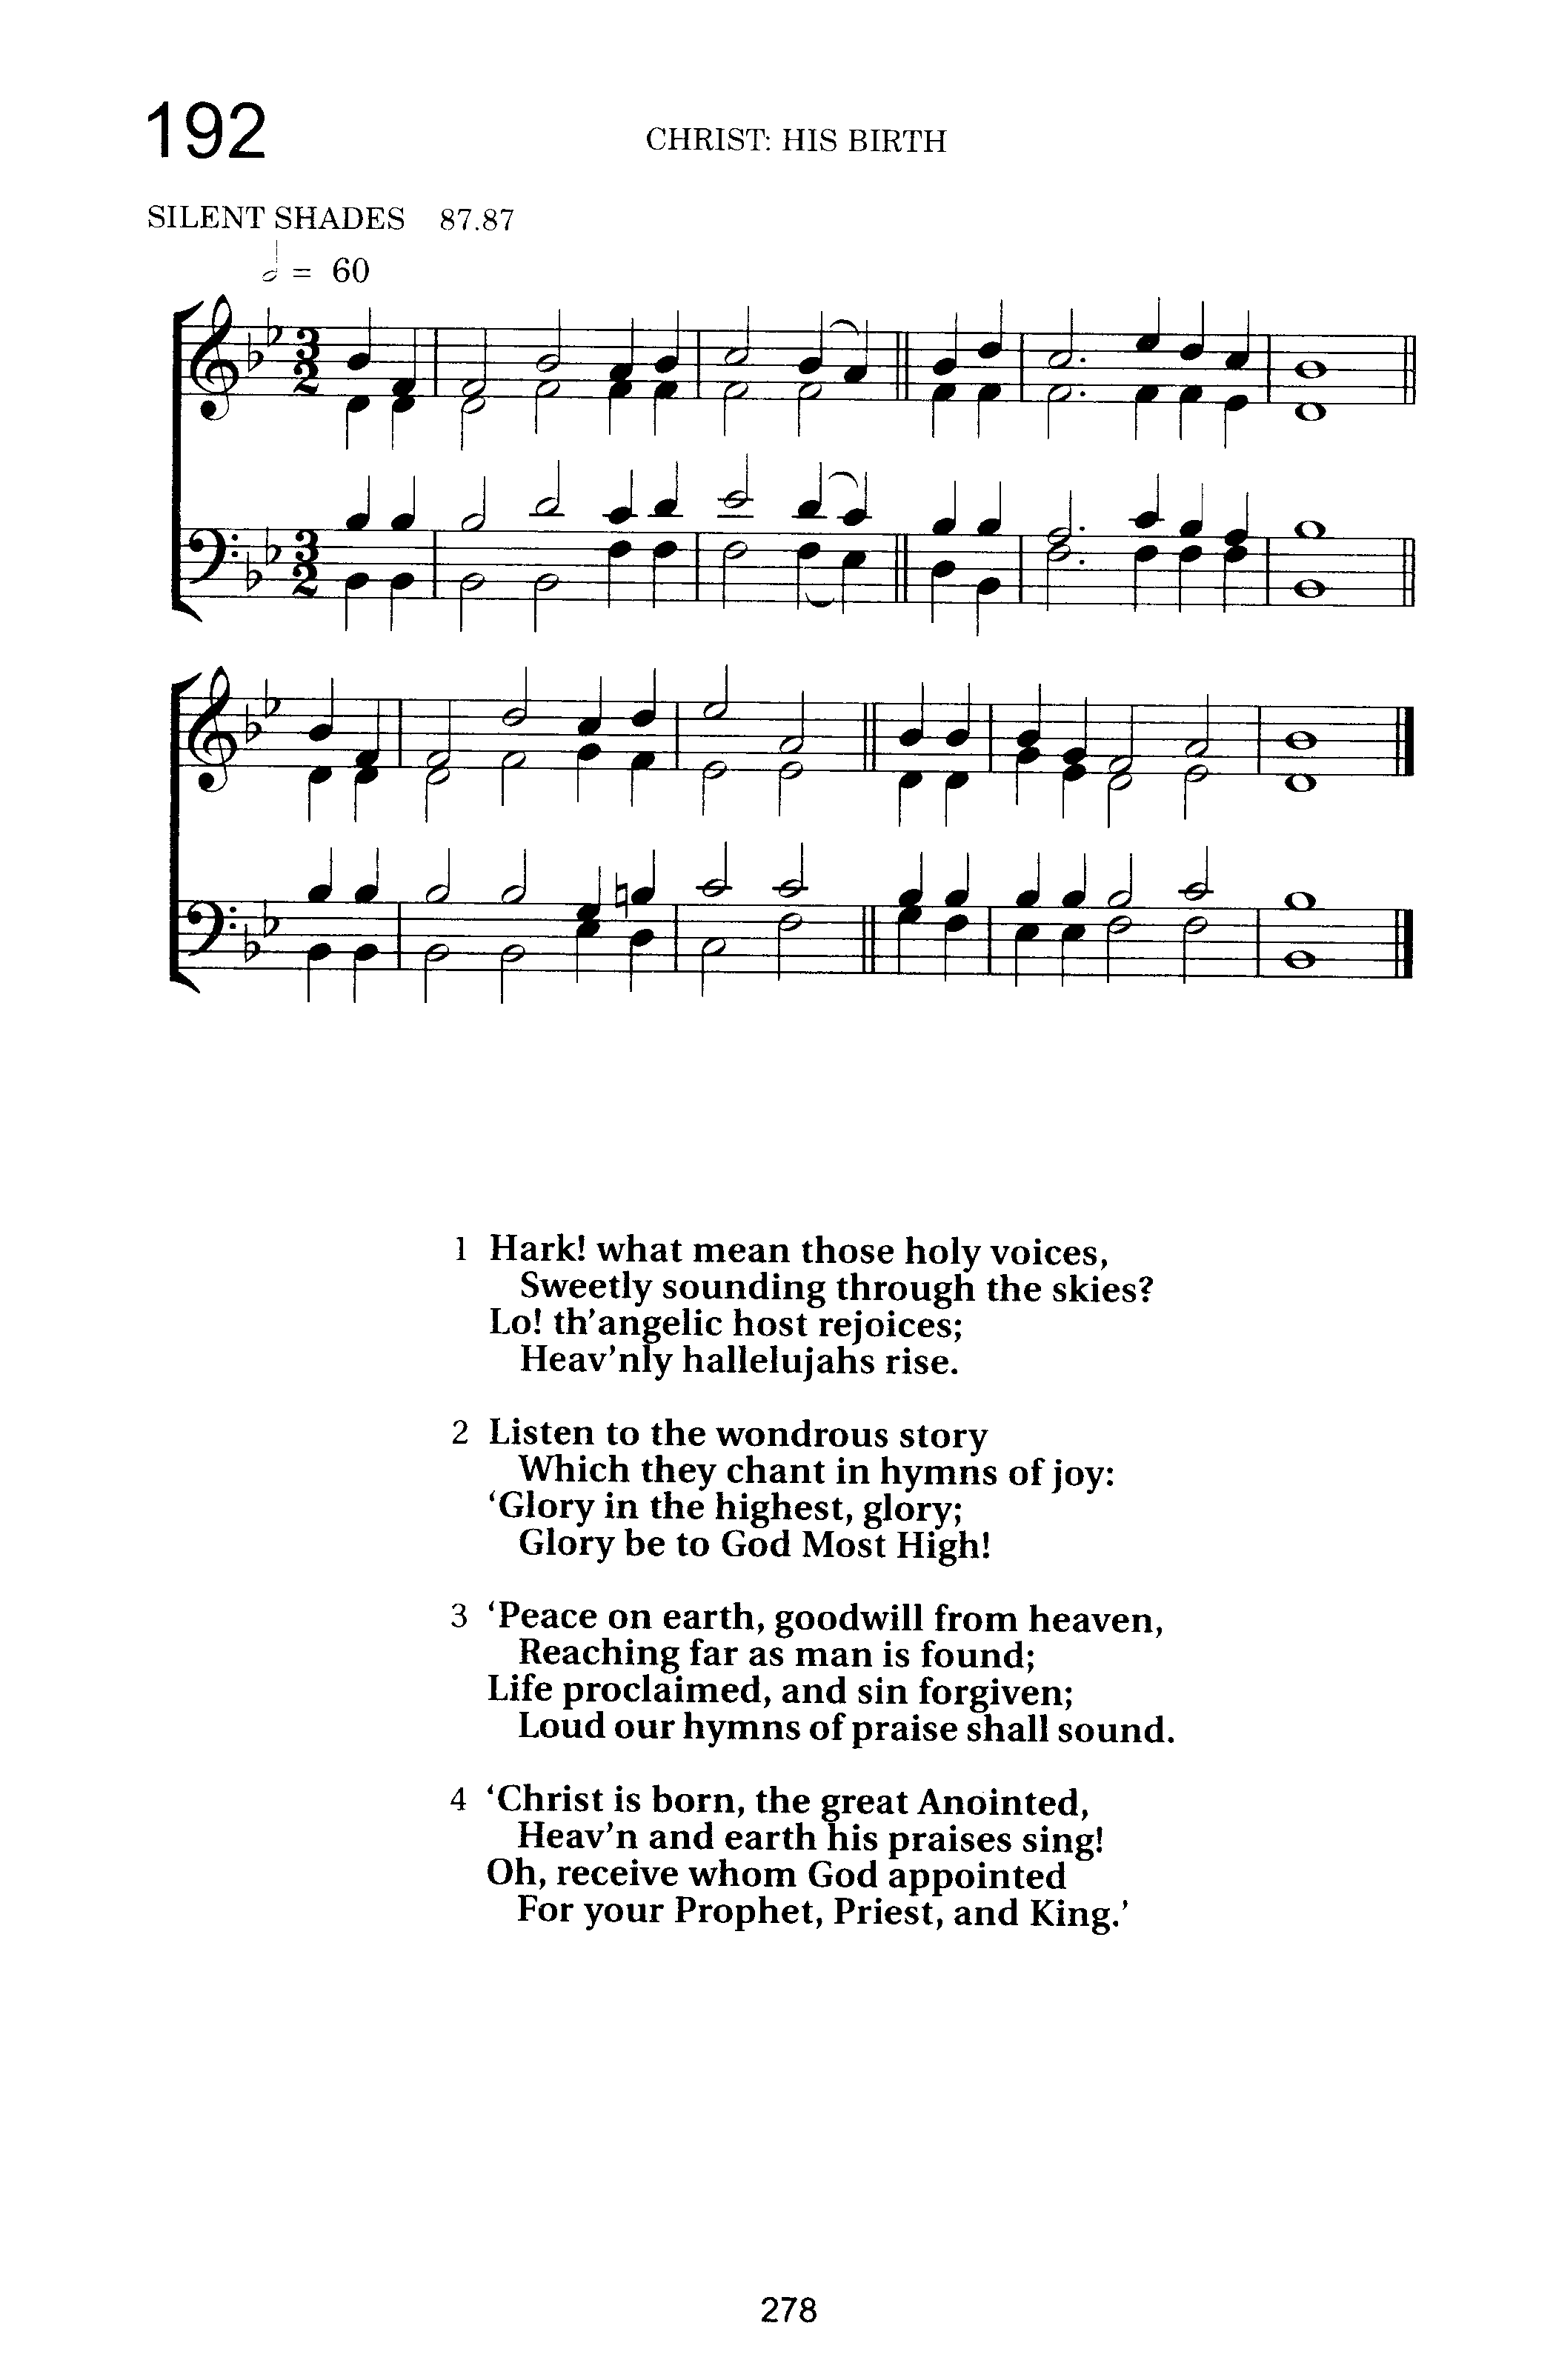 192
CHRIST: HIS BIRTH
SILENT SHADES 87.87
𝅗𝅥 = 60
3
2
3
2
1 Hark! what mean those holy voices,
Sweetly sounding through the skies?
Lo! th’angelic host rejoices;
Heav’nly hallelujahs rise.
2 Listen to the wondrous story
Which they chant in hymns of joy:
‘Glory in the highest, glory;
Glory be to God Most High!
3 ‘Peace on earth, goodwill from heaven,
Reaching far as man is found;
Life proclaimed, and sin forgiven;
Loud our hymns of praise shall sound.
4 ‘Christ is born, the great Anointed,
Heav’n and earth his praises sing!
Oh, receive whom God appointed
For your Prophet, Priest, and King.’
278